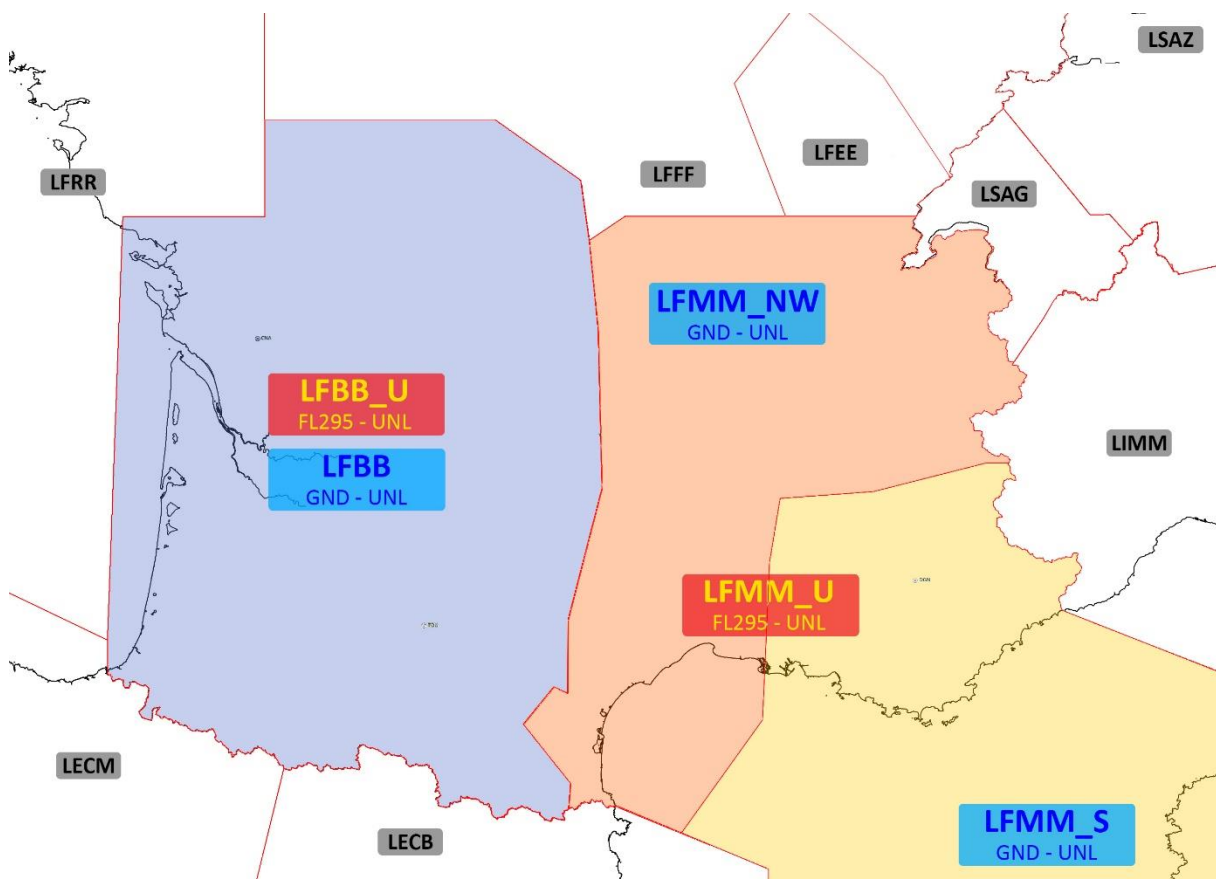 LSAZ
LFEE
LFFF
LFRR
LSAG
LFMM_NW
GND - UNL
LFBB_U
FL295 - UNL
LIMM
LFBB
GND - UNL
LFMM_U
FL295 - UNL
LECM
LECB
LFMM_S
GND - UNL